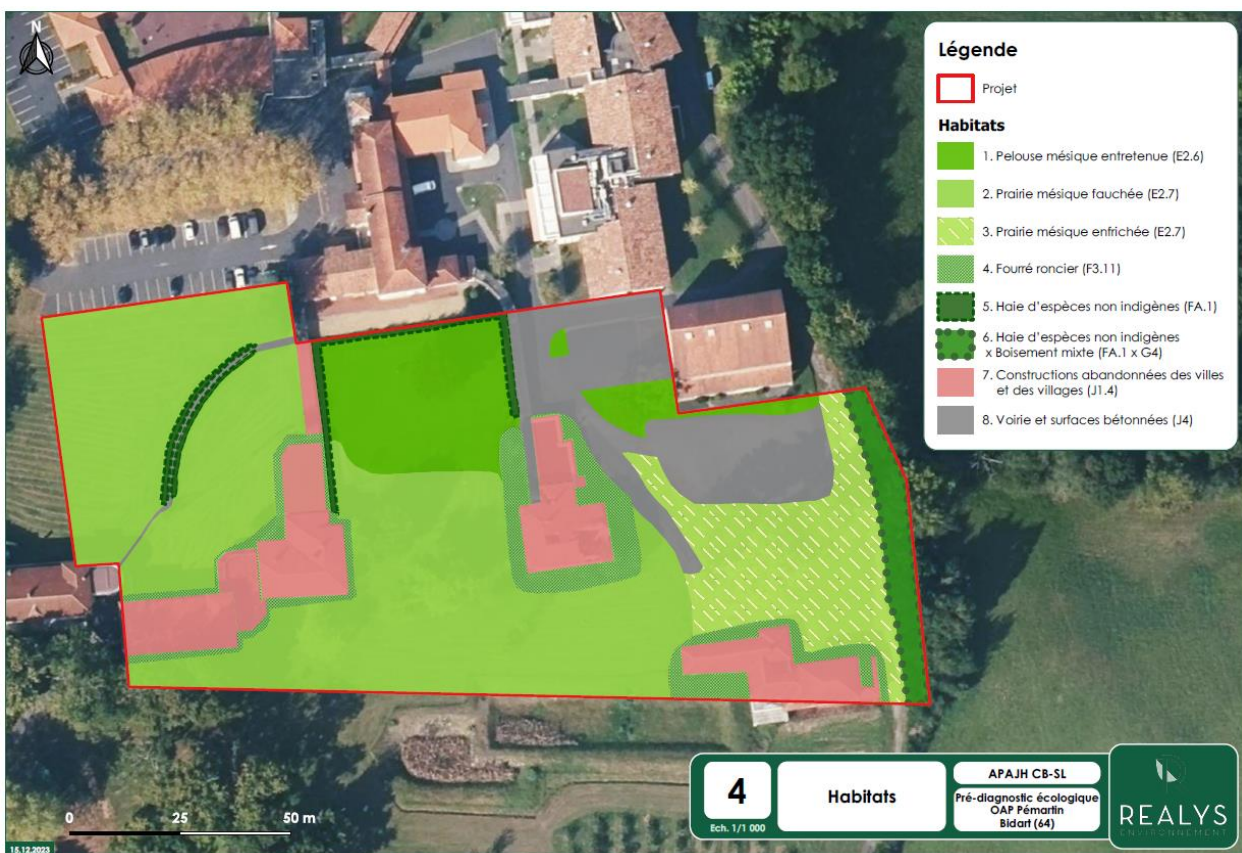 N
Légende
Projet
Habitats
1. Pelouse mésique entretenue (E2.6)
2. Prairie mésique fauchée (E2.7)
3. Prairie mésique enfrichée (E2.7)
4. Fourré roncier (F3.11)
5. Haie d'espèces non indigènes (FA.1)
6. Haie d'espèces non indigènes
x Boisement mixte (FA.1 x G4)
7. Constructions abandonnées des villes
et des villages (J1.4)
8. Voirie et surfaces bétonnées (J4)
0 25 50 m
15.12.2023
4
Ech. 1/1 000
Habitats
APAJH CB-SL
Pré-diagnostic écologique
OAP Pémartin
Bidart (64)
REALYS
ENVIRONNEMENT